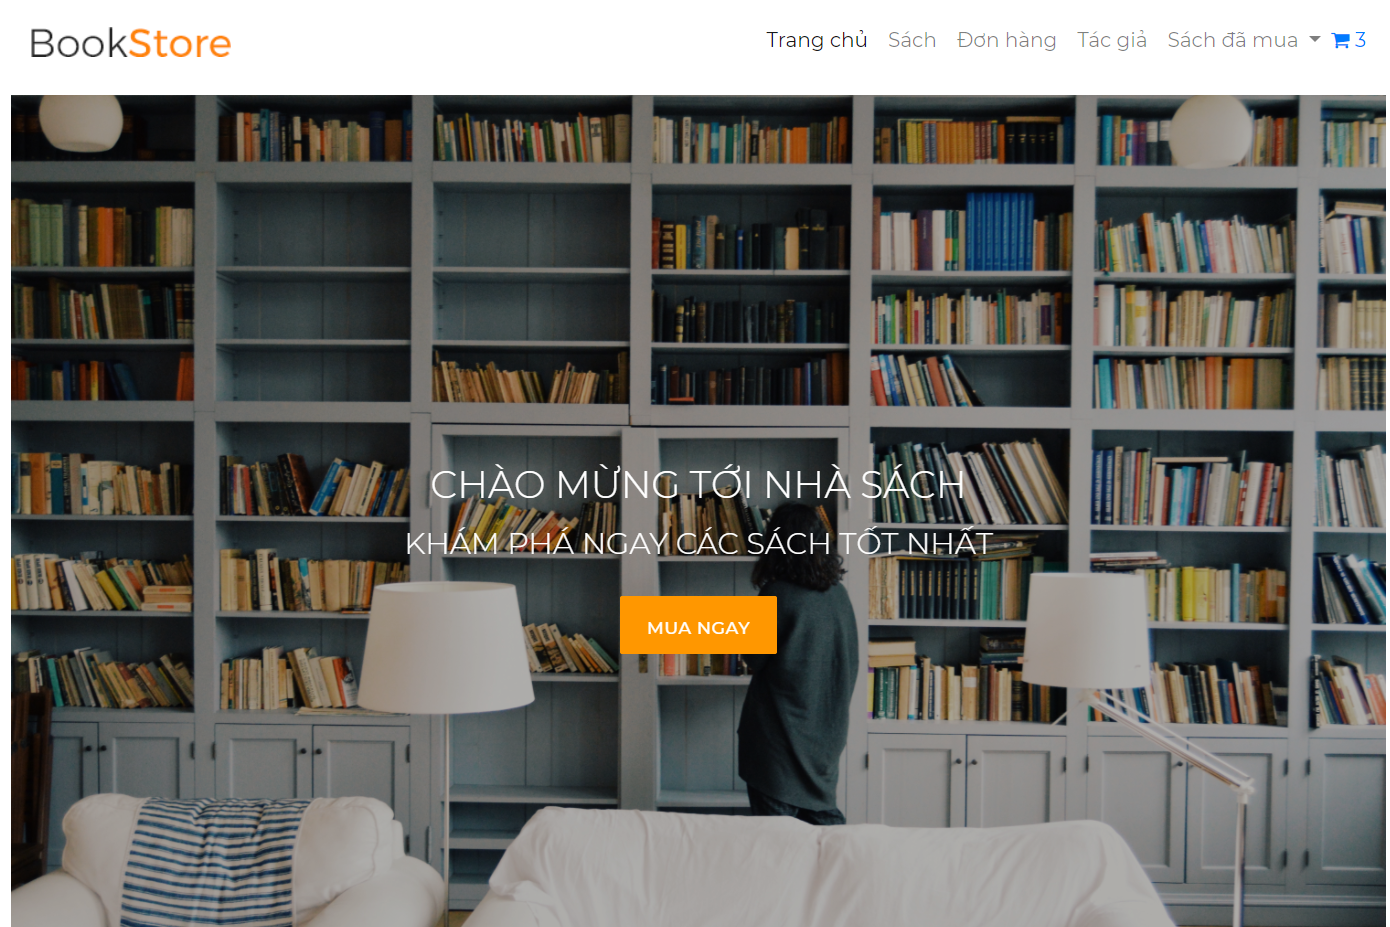 BookStore
Trang chủ Sách Đơn hàng Tác giả Sách đã mua 3
CHÀO MỪNG TỚI NHÀ SÁCH
KHÁM PHÁ NGAY CÁC SÁCH TỐT NHẤT
MUA NGAY